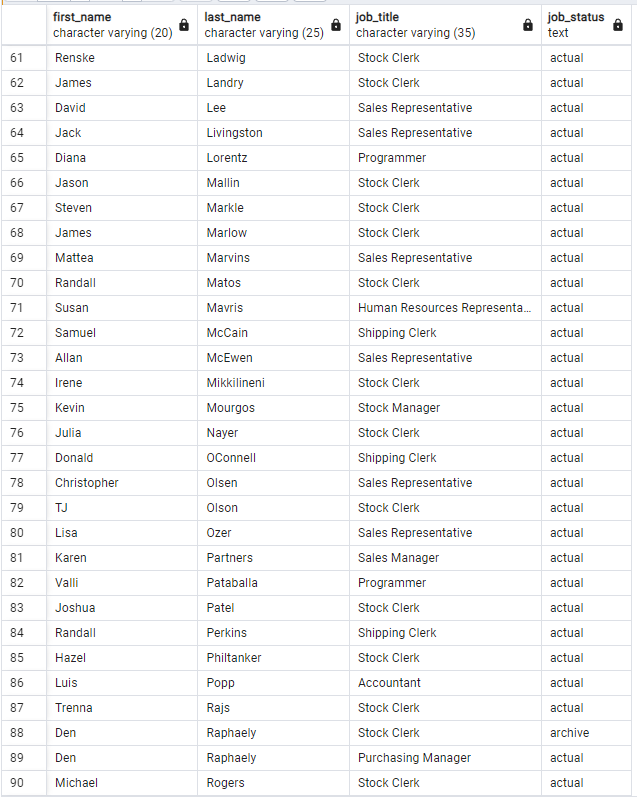 first_name last_name job_title job_status
character varying (20) character varying (25) character varying (35) text
61 Renske Ladwig Stock Clerk actual
62 James Landry Stock Clerk actual
63 David Lee Sales Representative actual
64 Jack Livingston Sales Representative actual
65 Diana Lorentz Programmer actual
66 Jason Mallin Stock Clerk actual
67 Steven Markle Stock Clerk actual
68 James Marlow Stock Clerk actual
69 Mattea Marvins Sales Representative actual
70 Randall Matos Stock Clerk actual
71 Susan Mavris Human Resources Representa... actual
72 Samuel McCain Shipping Clerk actual
73 Allan McEwen Sales Representative actual
74 Irene Mikkilineni Stock Clerk actual
75 Kevin Mourgos Stock Manager actual
76 Julia Nayer Stock Clerk actual
77 Donald OConnell Shipping Clerk actual
78 Christopher Olsen Sales Representative actual
79 TJ Olson Stock Clerk actual
80 Lisa Ozer Sales Representative actual
81 Karen Partners Sales Manager actual
82 Valli Pataballa Programmer actual
83 Joshua Patel Stock Clerk actual
84 Randall Perkins Shipping Clerk actual
85 Hazel Philtanker Stock Clerk actual
86 Luis Popp Accountant actual
87 Trenna Rajs Stock Clerk actual
88 Den Raphaely Stock Clerk archive
89 Den Raphaely Purchasing Manager actual
90 Michael Rogers Stock Clerk actual